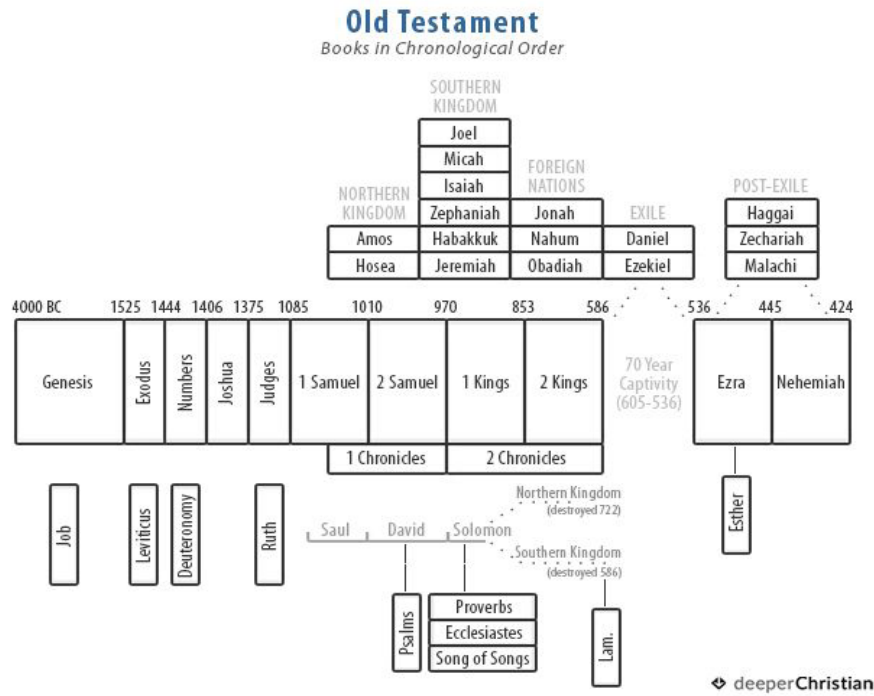 Old Testament
Books in Chronological Order
SOUTHERN
KINGDOM
Joel
Micah
Isaiah
Zephaniah
Habakkuk
Jeremiah
NORTHERN
KINGDOM
Amos
Hosea
FOREIGN
NATIONS
Jonah
Nahum
Obadiah
EXILE
Daniel
Ezekiel
POST-EXILE
Haggai
Zechariah
Malachi
4000 BC 1525 1444 1406 1375 1085 1010 970 853 586 536 445 424
Genesis
Exodus
Numbers
Joshua
Judges
1 Samuel
2 Samuel
1 Kings
2 Kings
70 Year
Captivity
(605-536)
Ezra
Nehemiah
1 Chronicles
2 Chronicles
Job
Leviticus
Deuteronomy
Ruth
Saul
David
Solomon
Northern Kingdom
(destroyed 722)
Southern Kingdom
(destroyed 586)
Esther
Psalms
Proverbs
Ecclesiastes
Song of Songs
Lam.
deeperChristian